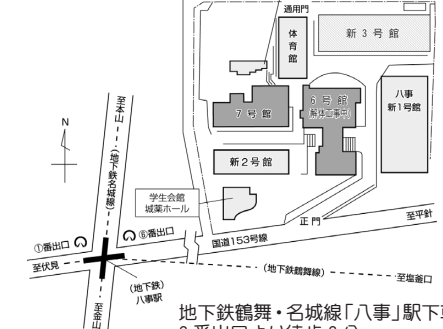 通用門
体育館
新3号館
7号館
6号館
(解体工事中)
八事
新1号館
新2号館
学生会館
城薬ホール
N
至本山
(地下鉄名城線)
正門
至平針
国道153号線
①番出口
⑥番出口
至伏見
(地下鉄)
八事駅
(地下鉄鶴舞線)
至塩釜口
至金山
地下鉄鶴舞・名城線「八事」駅下